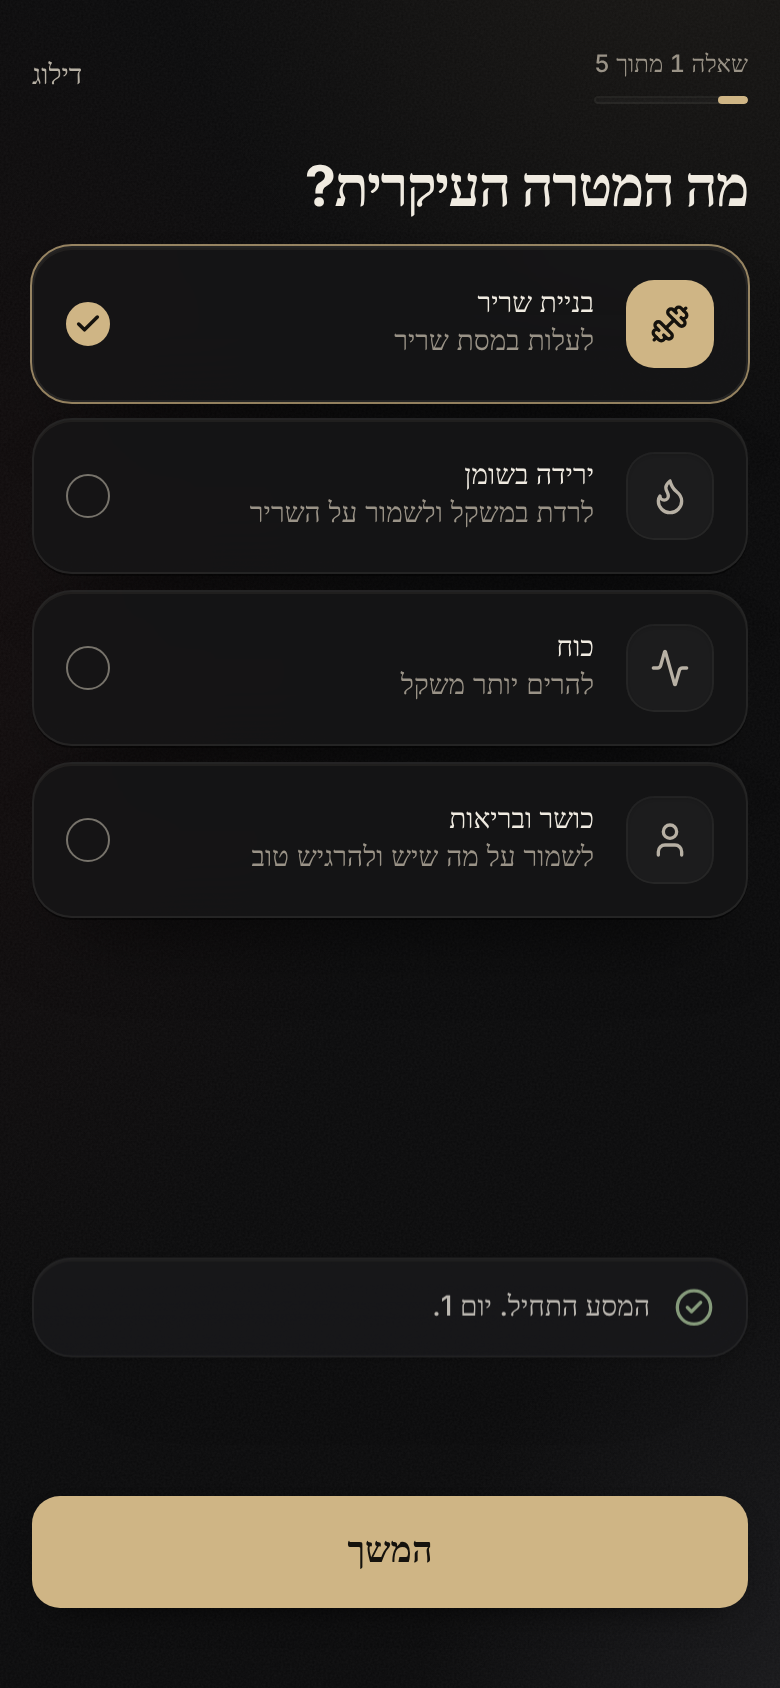 שאלה 1 מתוך 5
דילוג
מה המטרה העיקרית?
בניית שריר
לעלות במסת שריר
ירידה בשומן
לרדת במשקל ולשמור על השריר
כוח
להרים יותר משקל
כושר ובריאות
לשמור על מה שיש ולהרגיש טוב
המסע התחיל. יום 1.
המשך